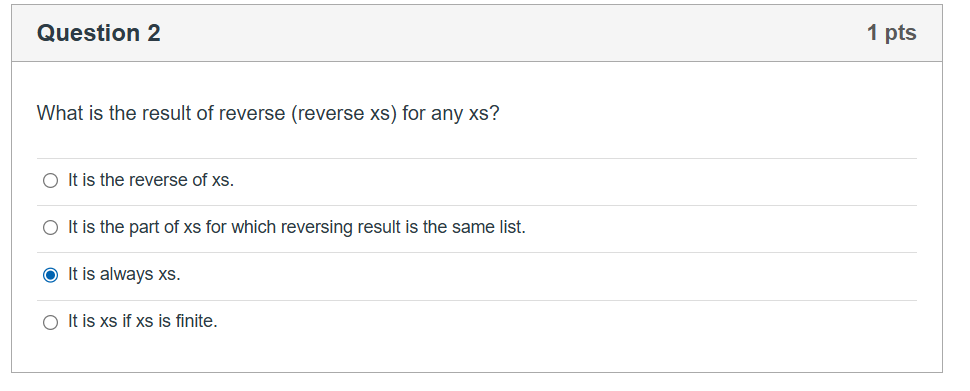 Question 2
1 pts
What is the result of reverse (reverse xs) for any xs?
It is the reverse of xs.
It is the part of xs for which reversing result is the same list.
It is always xs.
It is xs if xs is finite.